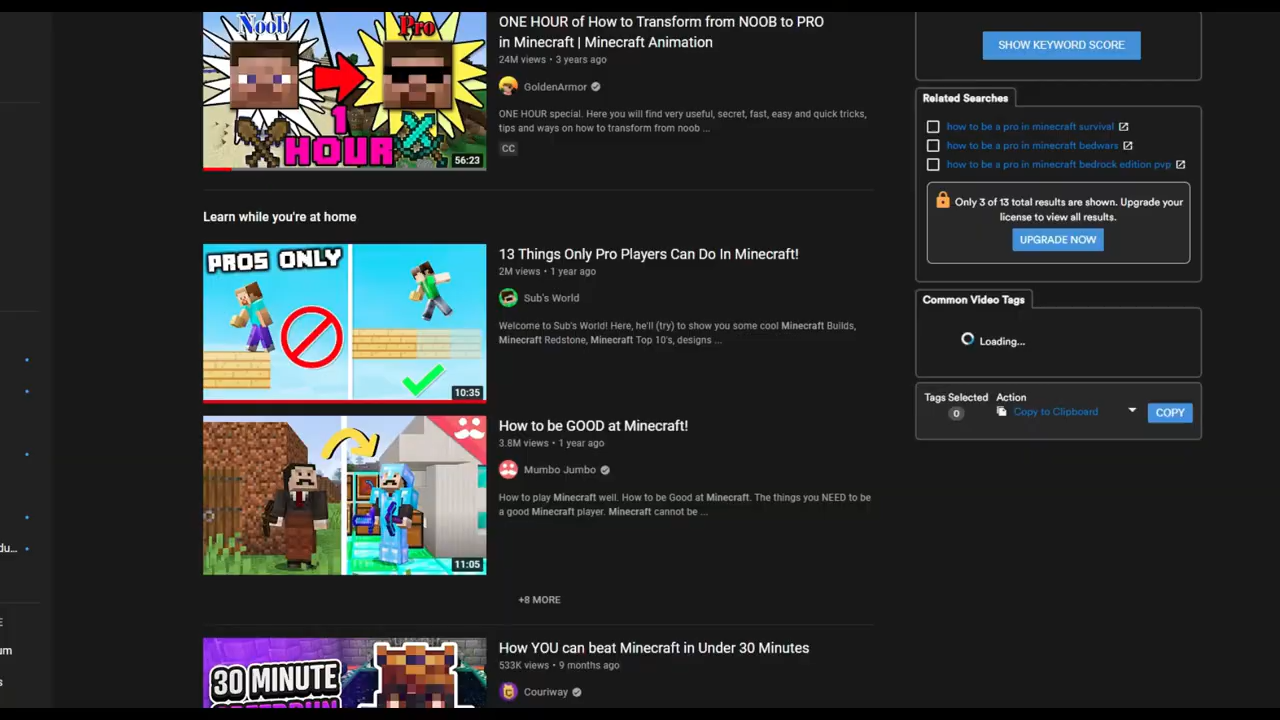 Noob
Pro
1
HOUR
56:23
ONE HOUR of How to Transform from NOOB to PRO
in Minecraft | Minecraft Animation
24M views • 3 years ago
GoldenArmor
ONE HOUR special. Here you will find very useful, secret, fast, easy and quick tricks,
tips and ways on how to transform from noob ...
CC
Learn while you're at home
PROS ONLY
10:35
13 Things Only Pro Players Can Do In Minecraft!
2M views • 1 year ago
Sub's World
Welcome to Sub's World! Here, he'll (try) to show you some cool Minecraft Builds,
Minecraft Redstone, Minecraft Top 10's, designs ...
11:05
How to be GOOD at Minecraft!
3.8M views • 1 year ago
Mumbo Jumbo
How to play Minecraft well. How to be Good at Minecraft. The things you NEED to be
a good Minecraft player. Minecraft cannot be ...
+8 MORE
30 MINUTE
How YOU can beat Minecraft in Under 30 Minutes
533K views • 9 months ago
Couriway
SHOW KEYWORD SCORE
Related Searches
how to be a pro in minecraft survival
how to be a pro in minecraft bedwars
how to be a pro in minecraft bedrock edition pvp
Only 3 of 13 total results are shown. Upgrade your
license to view all results.
UPGRADE NOW
Common Video Tags
Loading...
Tags Selected
0
Action
Copy to Clipboard
COPY
du...
E
um
s